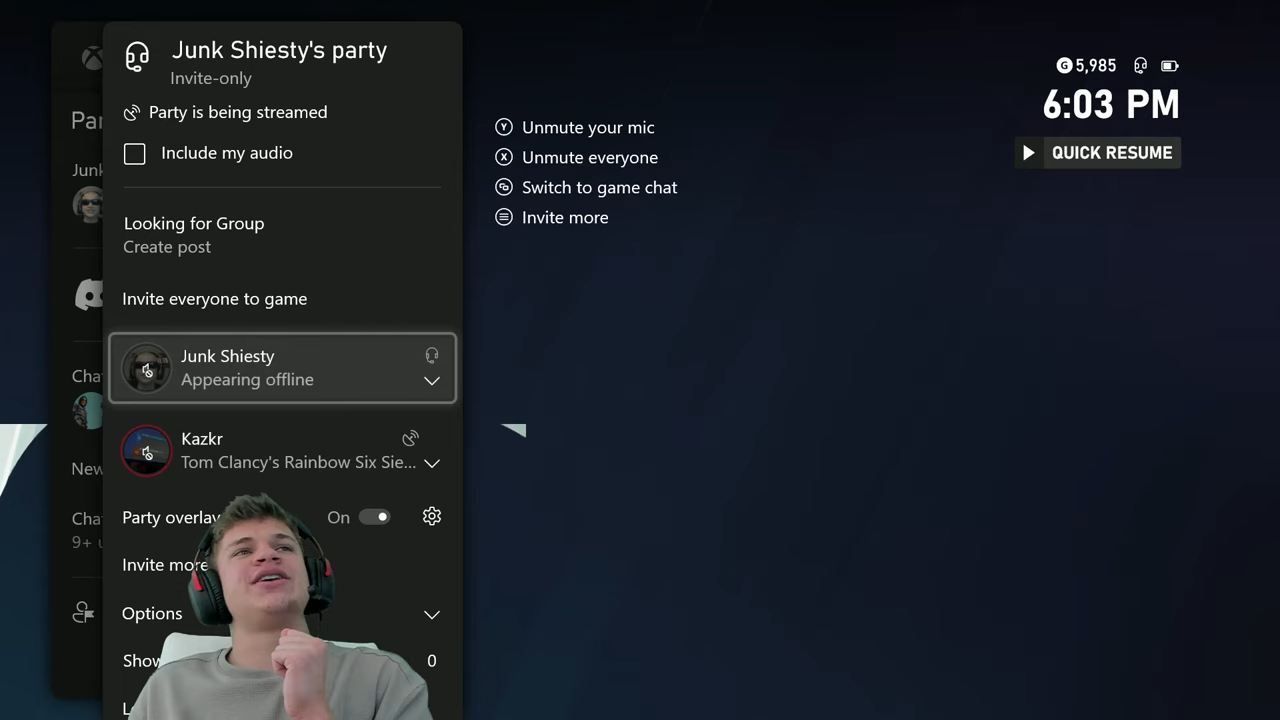 Junk Shiesty's party
Invite-only
Party is being streamed
Include my audio
Looking for Group
Create post
Invite everyone to game
Junk Shiesty
Appearing offline
Kazkr
Tom Clancy's Rainbow Six Sie...
Party overlay
On
Invite more
Options
Show
0
Par
Junk
Chat
New
Chat
9+ u
Y Unmute your mic
X Unmute everyone
Switch to game chat
Invite more
G 5,985
6:03 PM
QUICK RESUME